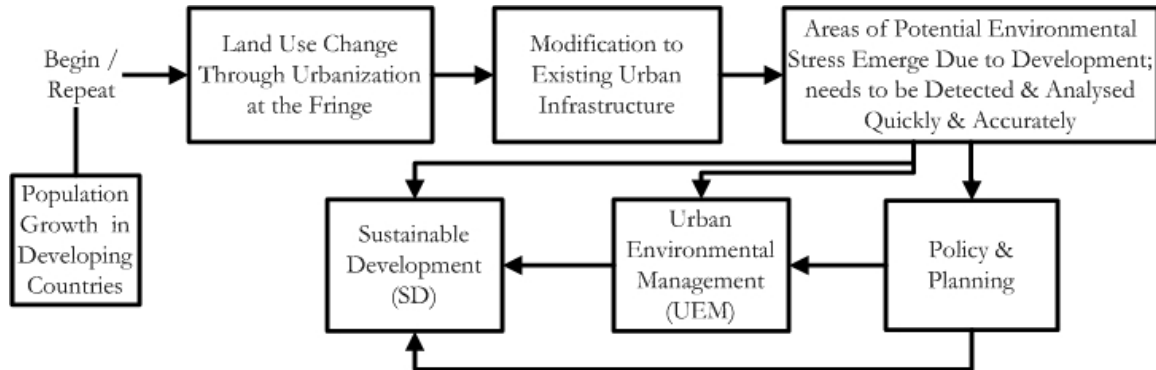 Begin /
Repeat
Land Use Change
Through Urbanization
at the Fringe
Modification to
Existing Urban
Infrastructure
Areas of Potential Environmental
Stress Emerge Due to Development;
needs to be Detected & Analysed
Quickly & Accurately
Population
Growth in
Developing
Countries
Sustainable
Development
(SD)
Urban
Environmental
Management
(UEM)
Policy &
Planning